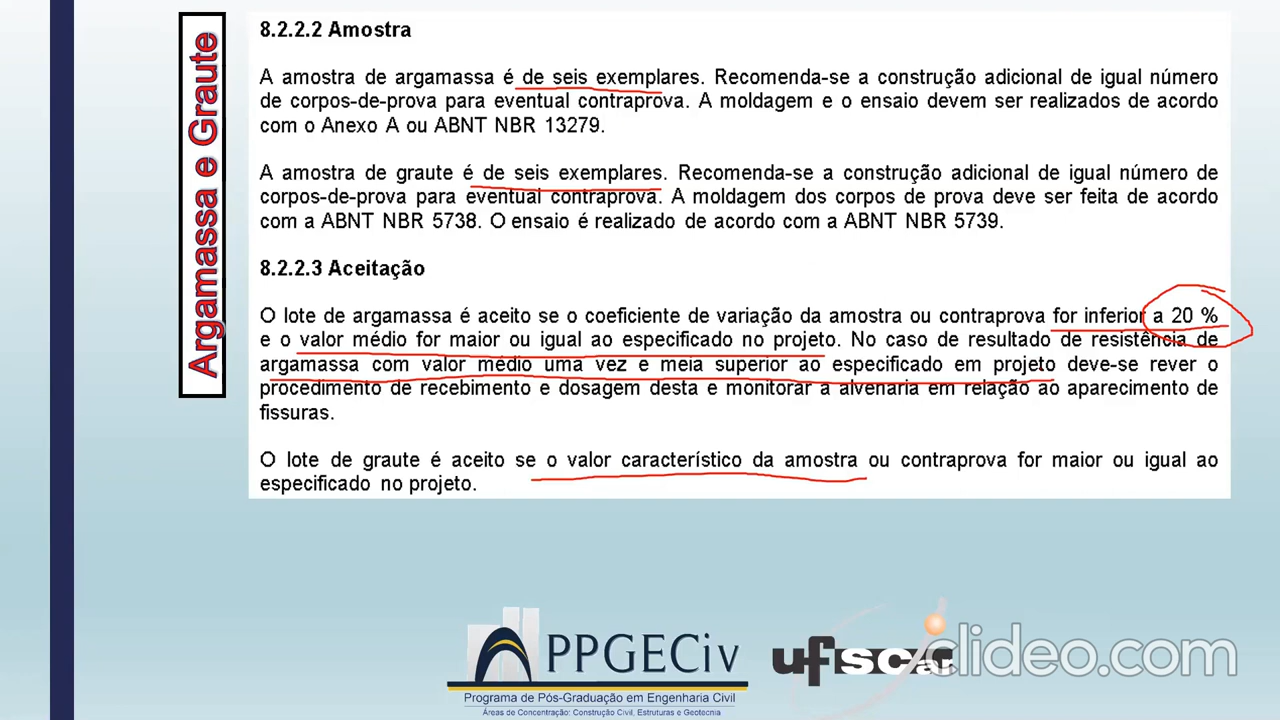 Argamassa e Graute
8.2.2.2 Amostra
A amostra de argamassa é de seis exemplares. Recomenda-se a construção adicional de igual número
de corpos-de-prova para eventual contraprova. A moldagem e o ensaio devem ser realizados de acordo
com o Anexo A ou ABNT NBR 13279.
A amostra de graute é de seis exemplares. Recomenda-se a construção adicional de igual número de
corpos-de-prova para eventual contraprova. A moldagem dos corpos de prova deve ser feita de acordo
com a ABNT NBR 5738. O ensaio é realizado de acordo com a ABNT NBR 5739.
8.2.2.3 Aceitação
O lote de argamassa é aceito se o coeficiente de variação da amostra ou contraprova for inferior a 20 %
e o valor médio for maior ou igual ao especificado no projeto. No caso de resultado de resistência de
argamassa com valor médio uma vez e meia superior ao especificado em projeto deve-se rever o
procedimento de recebimento e dosagem desta e monitorar a alvenaria em relação ao aparecimento de
fissuras.
O lote de graute é aceito se o valor característico da amostra ou contraprova for maior ou igual ao
especificado no projeto.
PPGECiv
Programa de Pós-Graduação em Engenharia Civil
Áreas de Concentração: Construção Civil, Estruturas e Geotecnia
ufscar
clideo.com